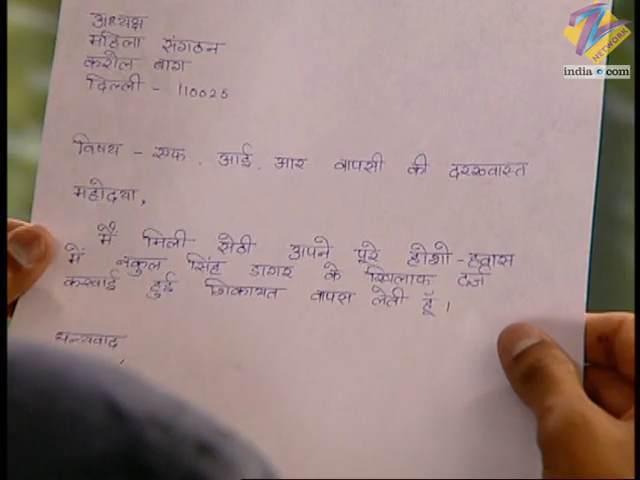 अध्यक्ष
महिला संगठन
करोल बाग
दिल्ली - 110025
विषय - एफ. आई. आर वापसी की दरख्वास्त
महोदया,
मैं मिली सेठी अपने पूरे होशो-हवास
में नकुल सिंह डागर के खिलाफ दर्ज
करवाई हुई शिकायत वापस लेती हूँ।
धन्यवाद
Z NETWORK
india.com